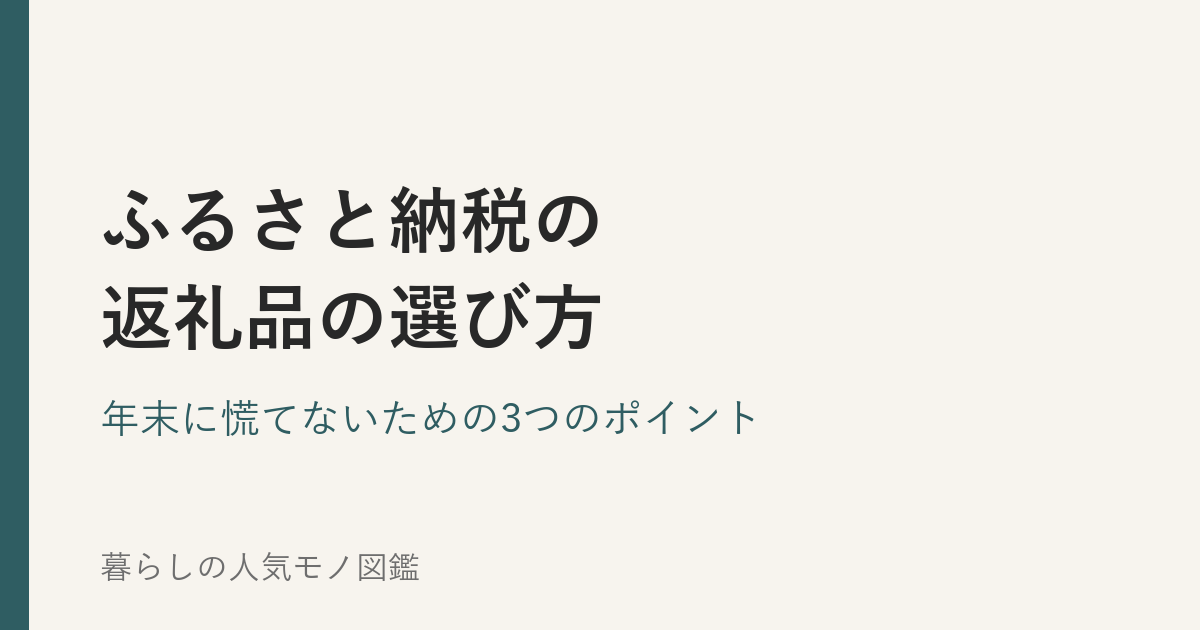 ふるさと納税の
返礼品の選び方
年末に慌てないための3つのポイント
暮らしの人気モノ図鑑